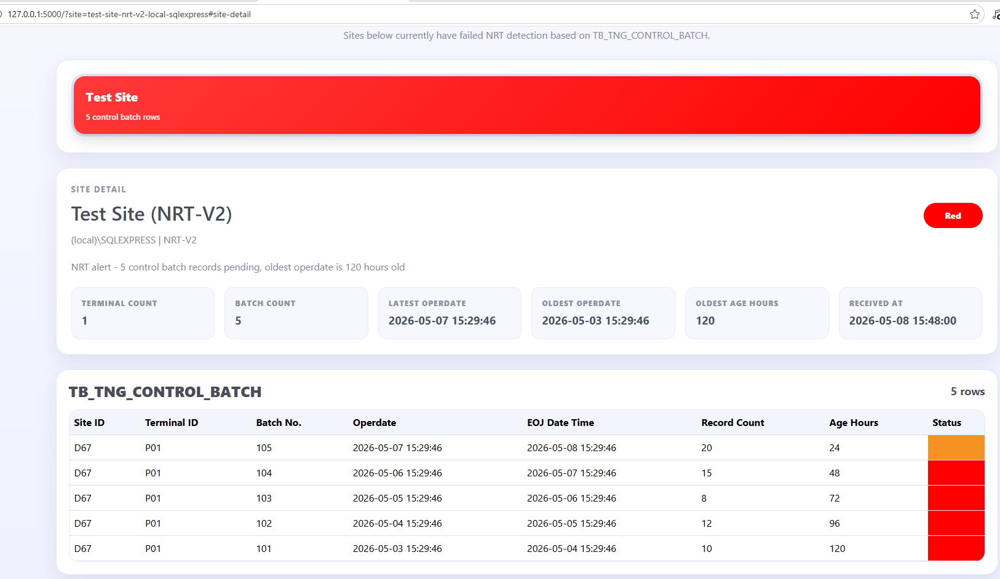 127.0.0.1:5000/?site=test-site-nrt-v2-local-sqlexpress#site-detail
Sites below currently have failed NRT detection based on TB_TNG_CONTROL_BATCH.
Test Site
5 control batch rows
SITE DETAIL
Test Site (NRT-V2)
Red
(local)\SQLEXPRESS | NRT-V2
NRT alert - 5 control batch records pending, oldest operdate is 120 hours old
TERMINAL COUNT BATCH COUNT LATEST OPERDATE OLDEST OPERDATE OLDEST AGE HOURS RECEIVED AT
1 5 2026-05-07 15:29:46 2026-05-03 15:29:46 120 2026-05-08 15:48:00
TB_TNG_CONTROL_BATCH 5 rows
Site ID Terminal ID Batch No. Operdate EOJ Date Time Record Count Age Hours Status
D67 P01 105 2026-05-07 15:29:46 2026-05-08 15:29:46 20 24
D67 P01 104 2026-05-06 15:29:46 2026-05-07 15:29:46 15 48
D67 P01 103 2026-05-05 15:29:46 2026-05-06 15:29:46 8 72
D67 P01 102 2026-05-04 15:29:46 2026-05-05 15:29:46 12 96
D67 P01 101 2026-05-03 15:29:46 2026-05-04 15:29:46 10 120